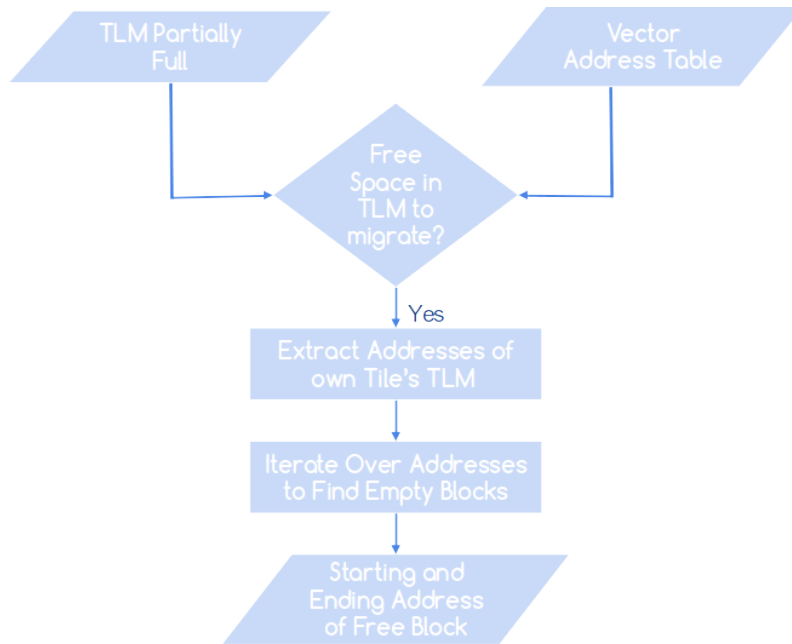 TLM Partially
Full
Vector
Address Table
Free
Space in
TLM to
migrate?
Yes
Extract Addresses of
own Tile's TLM
Iterate Over Addresses
to Find Empty Blocks
Starting and
Ending Address
of Free Block